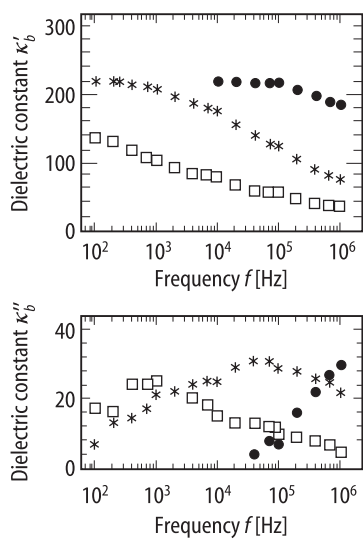 Dielectric constant κ′b
300
200
100
0
10² 10³ 10⁴ 10⁵ 10⁶
Frequency f [Hz]
Dielectric constant κ″b
40
20
0
10² 10³ 10⁴ 10⁵ 10⁶
Frequency f [Hz]